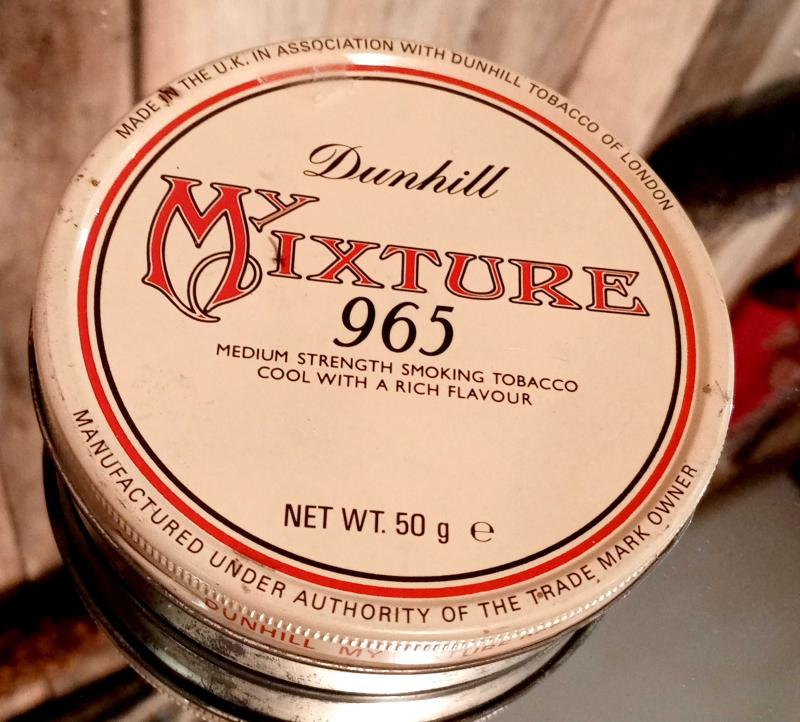 MADE IN THE U.K. IN ASSOCIATION WITH DUNHILL TOBACCO OF LONDON
Dunhill
My Mixture
965
MEDIUM STRENGTH SMOKING TOBACCO
COOL WITH A RICH FLAVOUR
NET WT. 50 g ℮
MANUFACTURED UNDER AUTHORITY OF THE TRADE MARK OWNER
DUNHILL MY